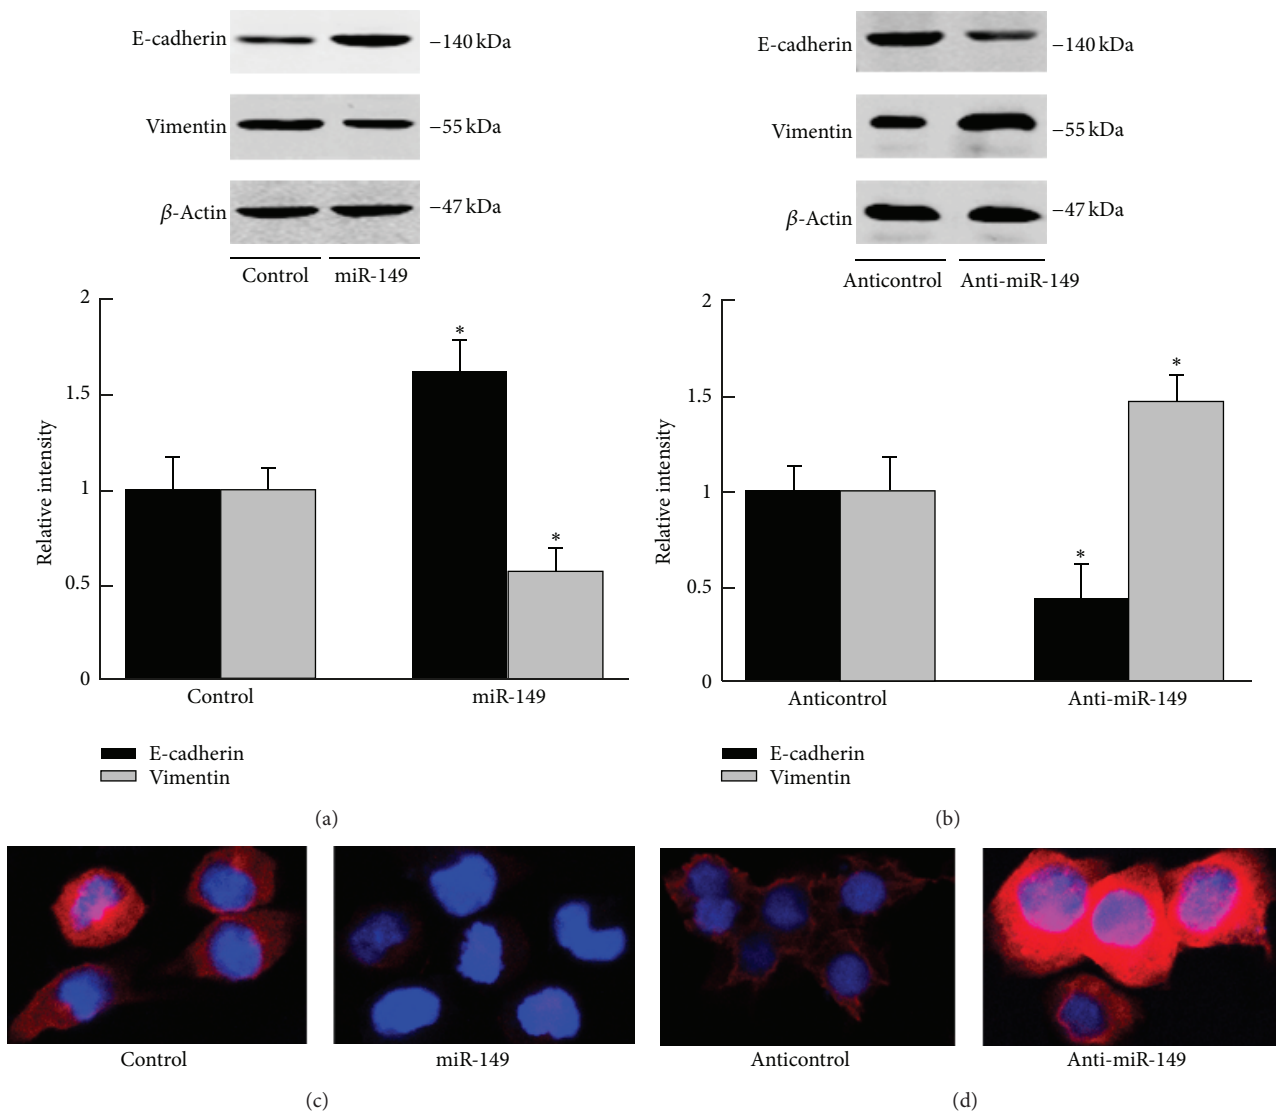 E-cadherin
−140 kDa
Vimentin
−55 kDa
β-Actin
−47 kDa
Control miR-149
2
1.5
1
0.5
0
Relative intensity
*
*
Control miR-149
E-cadherin
Vimentin
(a)
E-cadherin
−140 kDa
Vimentin
−55 kDa
β-Actin
−47 kDa
Anticontrol Anti-miR-149
2
1.5
1
0.5
0
Relative intensity
*
*
Anticontrol Anti-miR-149
E-cadherin
Vimentin
(b)
Control miR-149
(c)
Anticontrol Anti-miR-149
(d)